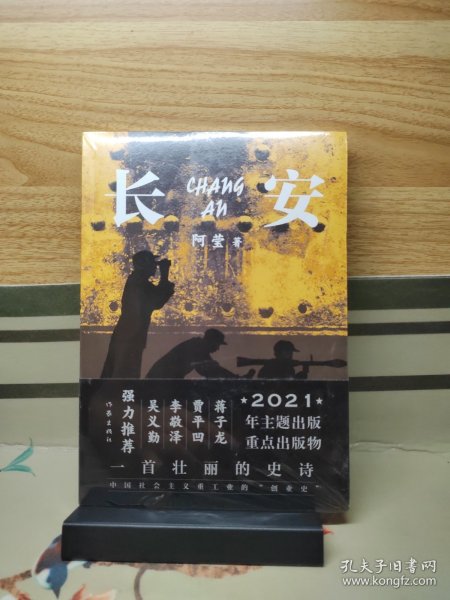 长安
CHANG
AN
阿莹 著
★2021★
年主题出版
重点出版物
蒋子龙
贾平凹
李敬泽
吴义勤
强力推荐
作家出版社
一首壮丽的史诗
中国社会主义重工业的“创业史”
孔夫子旧书网
www.kongfz.com